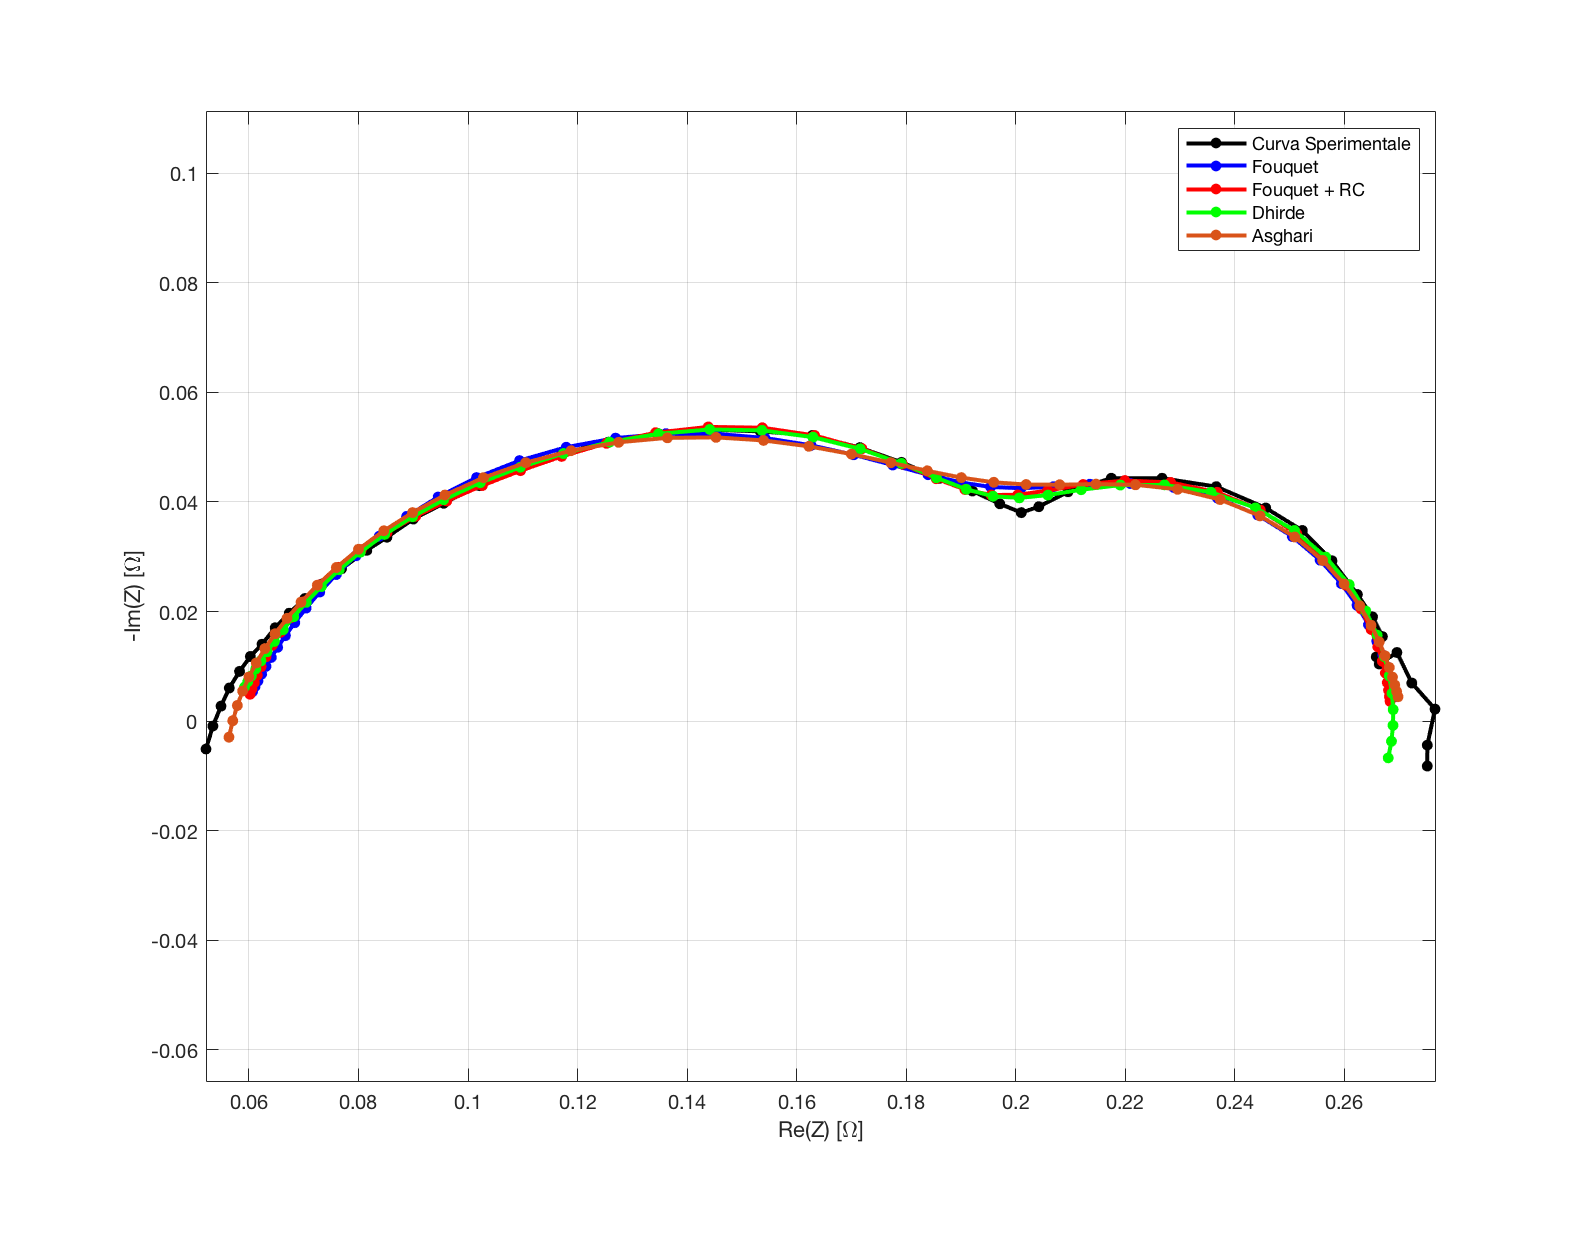 Curva Sperimentale
Fouquet
Fouquet + RC
Dhirde
Asghari
0.1
0.08
0.06
0.04
0.02
0
-0.02
-0.04
-0.06
-Im(Z) [Ω]
0.06 0.08 0.1 0.12 0.14 0.16 0.18 0.2 0.22 0.24 0.26
Re(Z) [Ω]